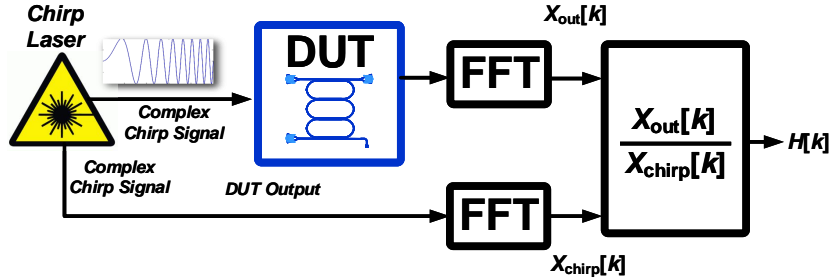 Chirp
Laser
Complex
Chirp Signal
Complex
Chirp Signal
DUT
DUT Output
FFT
X_out[k]
FFT
X_chirp[k]
X_out[k]
X_chirp[k]
H[k]